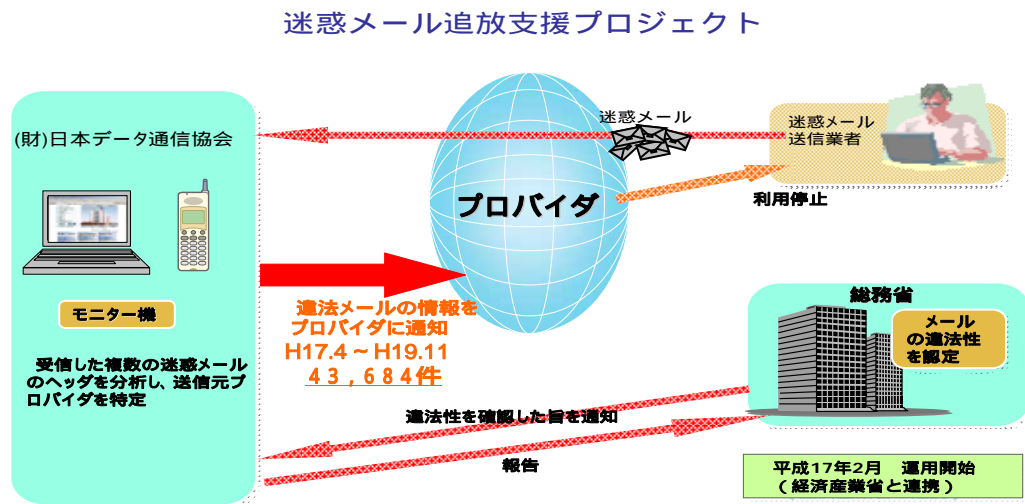 迷惑メール追放支援プロジェクト
(財)日本データ通信協会
モニター機
受信した複数の迷惑メール
のヘッダを分析し、送信元プ
ロバイダを特定
迷惑メール
プロバイダ
迷惑メール
送信業者
利用停止
違法メールの情報を
プロバイダに通知
H17.4～H19.11
43,684件
総務省
メール
の違法性
を認定
違法性を確認した旨を通知
報告
平成17年2月 運用開始
(経済産業省と連携)